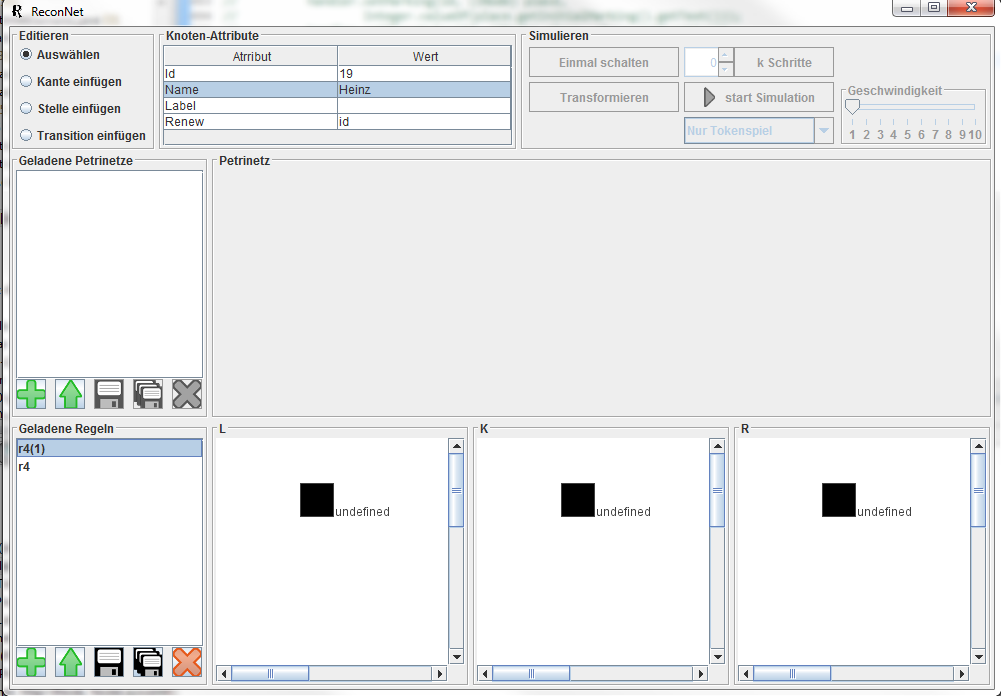 ReconNet
Editieren
Auswählen
Kante einfügen
Stelle einfügen
Transition einfügen
Knoten-Attribute
Atrribut Wert
Id 19
Name Heinz
Label
Renew id
Simulieren
Einmal schalten 0 k Schritte
Transformieren start Simulation
Nur Tokenspiel
Geschwindigkeit
1 2 3 4 5 6 7 8 9 10
Geladene Petrinetze
Petrinetz
Geladene Regeln
r4(1)
r4
L
undefined
K
undefined
R
undefined